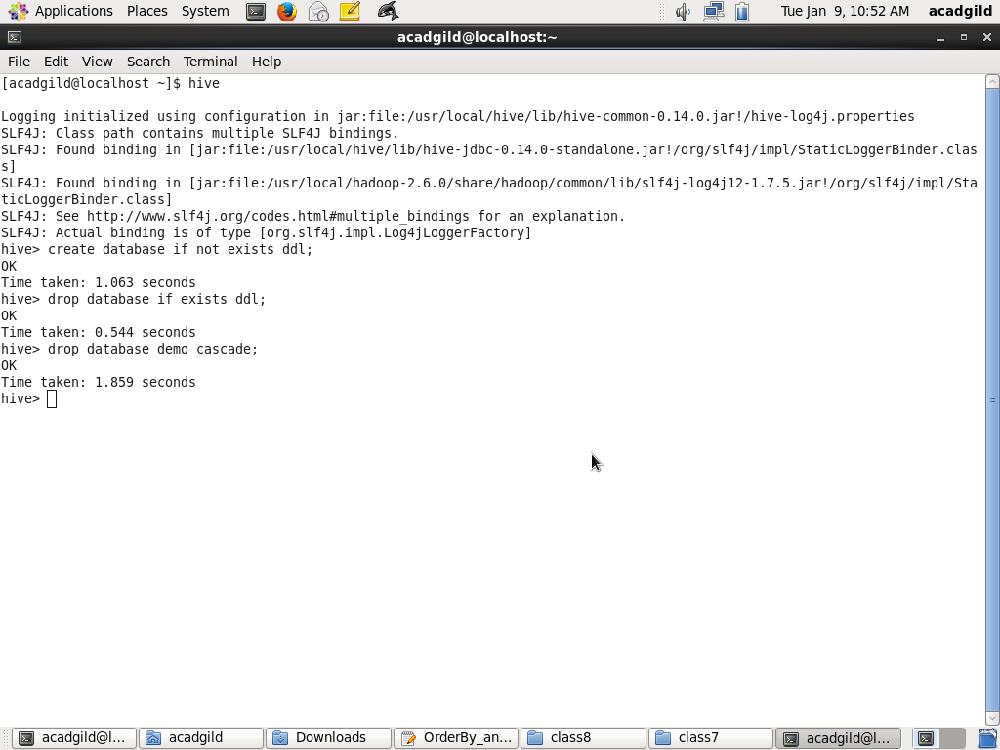 Applications Places System Tue Jan 9, 10:52 AM acadgild
acadgild@localhost:~
File Edit View Search Terminal Help
[acadgild@localhost ~]$ hive
Logging initialized using configuration in jar:file:/usr/local/hive/lib/hive-common-0.14.0.jar!/hive-log4j.properties
SLF4J: Class path contains multiple SLF4J bindings.
SLF4J: Found binding in [jar:file:/usr/local/hive/lib/hive-jdbc-0.14.0-standalone.jar!/org/slf4j/impl/StaticLoggerBinder.clas
s]
SLF4J: Found binding in [jar:file:/usr/local/hadoop-2.6.0/share/hadoop/common/lib/slf4j-log4j12-1.7.5.jar!/org/slf4j/impl/Sta
ticLoggerBinder.class]
SLF4J: See http://www.slf4j.org/codes.html#multiple_bindings for an explanation.
SLF4J: Actual binding is of type [org.slf4j.impl.Log4jLoggerFactory]
hive> create database if not exists ddl;
OK
Time taken: 1.063 seconds
hive> drop database if exists ddl;
OK
Time taken: 0.544 seconds
hive> drop database demo cascade;
OK
Time taken: 1.859 seconds
hive>
acadgild@l... acadgild Downloads OrderBy_an... class8 class7 acadgild@l...